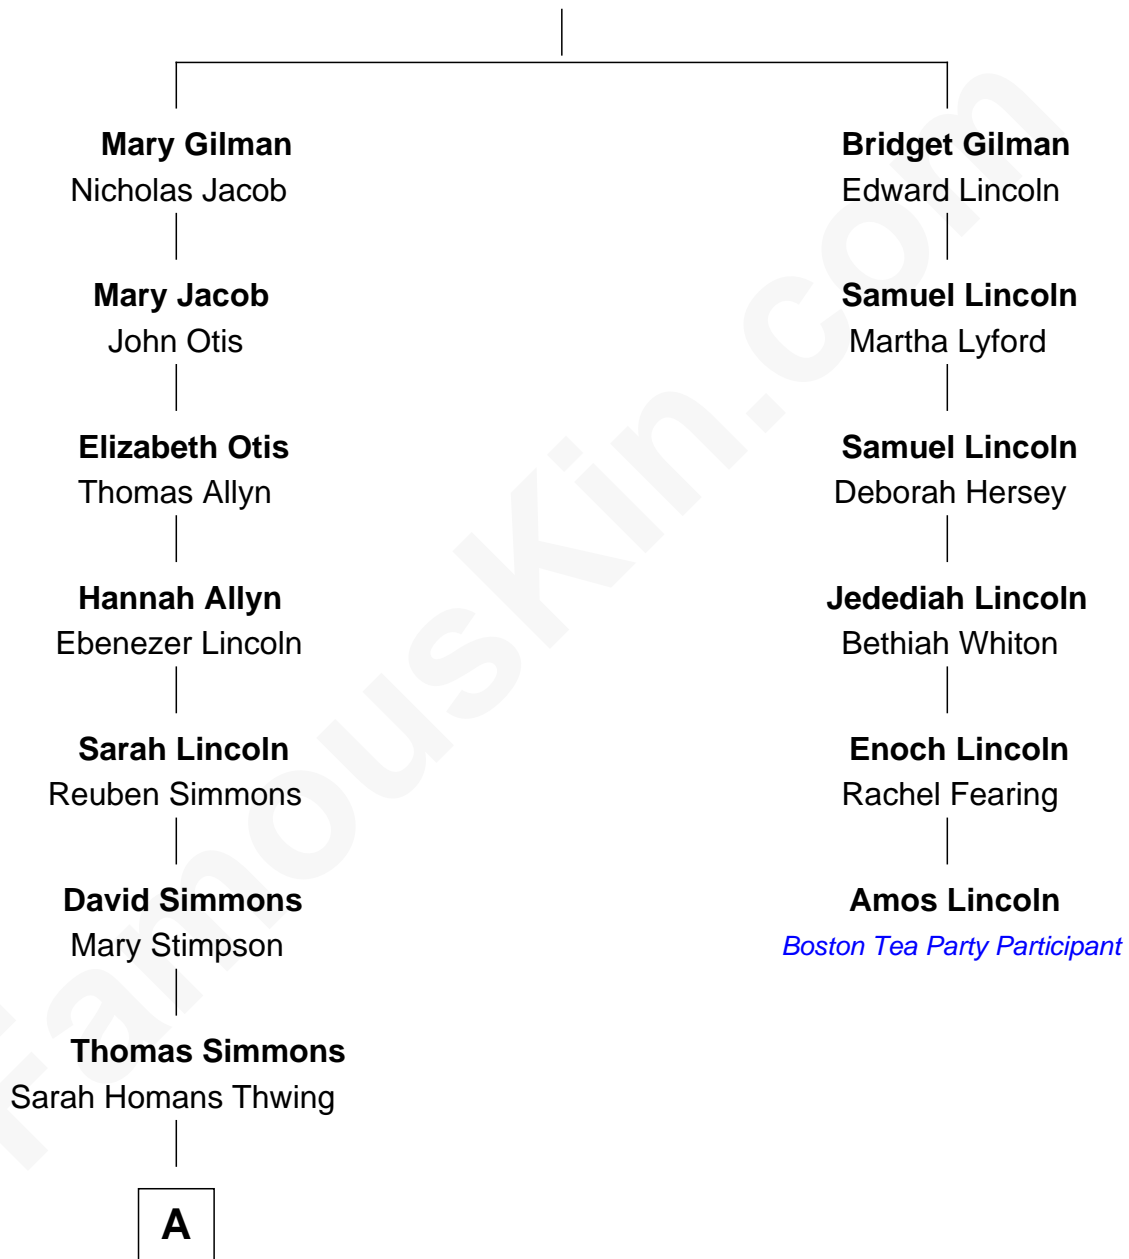 Mary Gilman
Nicholas Jacob
Mary Jacob
John Otis
Elizabeth Otis
Thomas Allyn
Hannah Allyn
Ebenezer Lincoln
Sarah Lincoln
Reuben Simmons
David Simmons
Mary Stimpson
Thomas Simmons
Sarah Homans Thwing
A
Bridget Gilman
Edward Lincoln
Samuel Lincoln
Martha Lyford
Samuel Lincoln
Deborah Hersey
Jedediah Lincoln
Bethiah Whiton
Enoch Lincoln
Rachel Fearing
Amos Lincoln
Boston Tea Party Participant
FamousKin.com